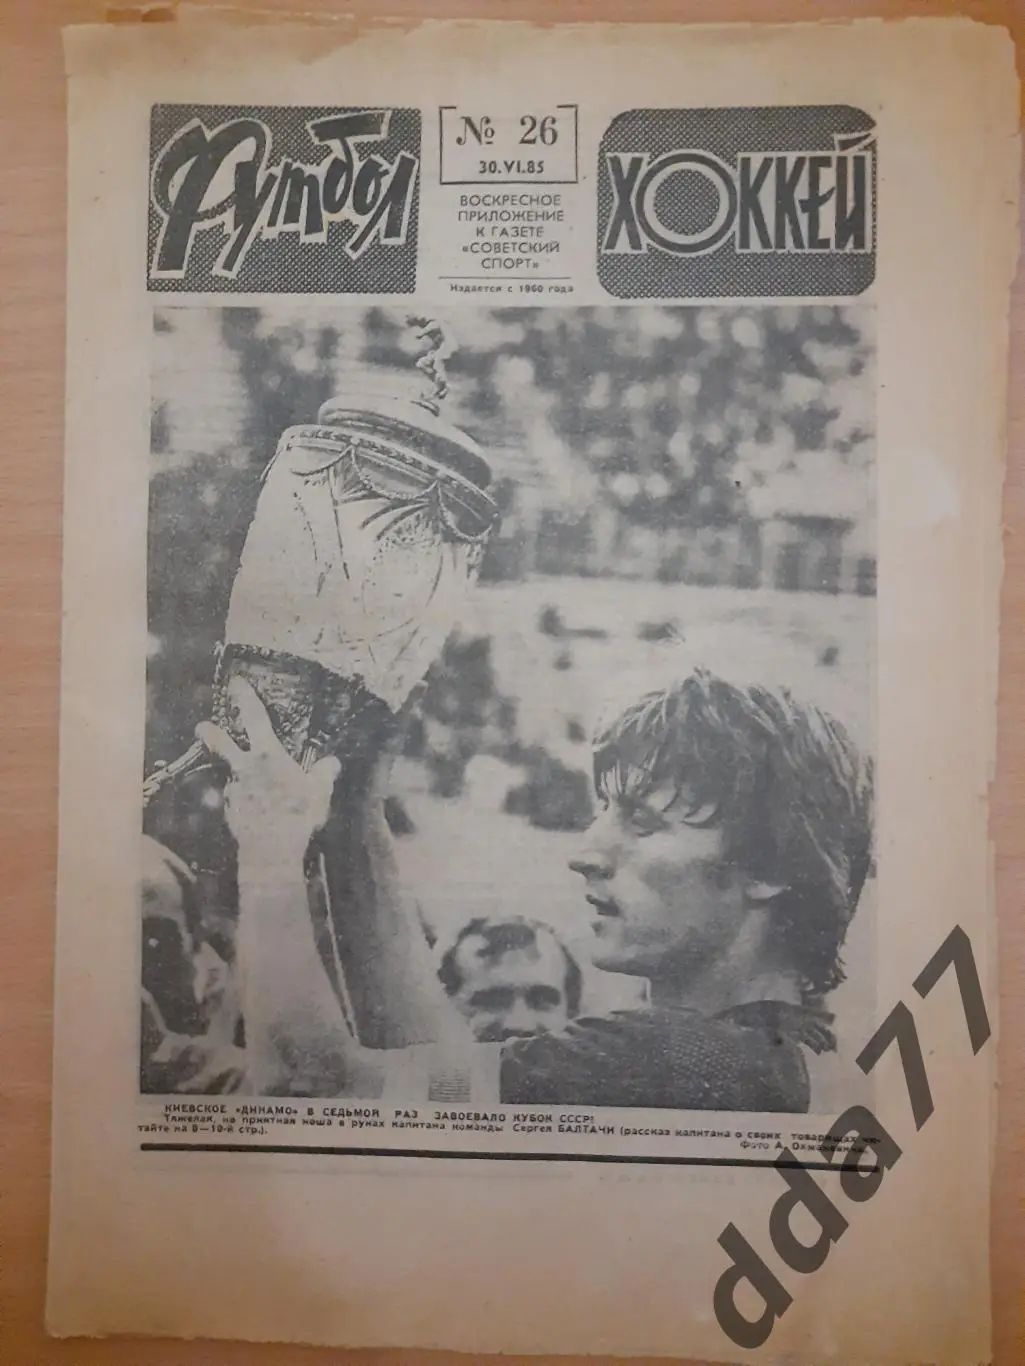 Футбол
№ 26
30.VI.85
ВОСКРЕСНОЕ
ПРИЛОЖЕНИЕ
К ГАЗЕТЕ
«СОВЕТСКИЙ
СПОРТ»
Издается с 1960 года
ХОККЕЙ
КИЕВСКОЕ «ДИНАМО» В СЕДЬМОЙ РАЗ ЗАВОЕВАЛО КУБОК СССР!
Тяжелая, но приятная ноша в руках капитана команды Сергея БАЛТАЧИ (рассказ капитана о своих товарищах чи-
тайте на 8—10-й стр.).
Фото А.
dda77